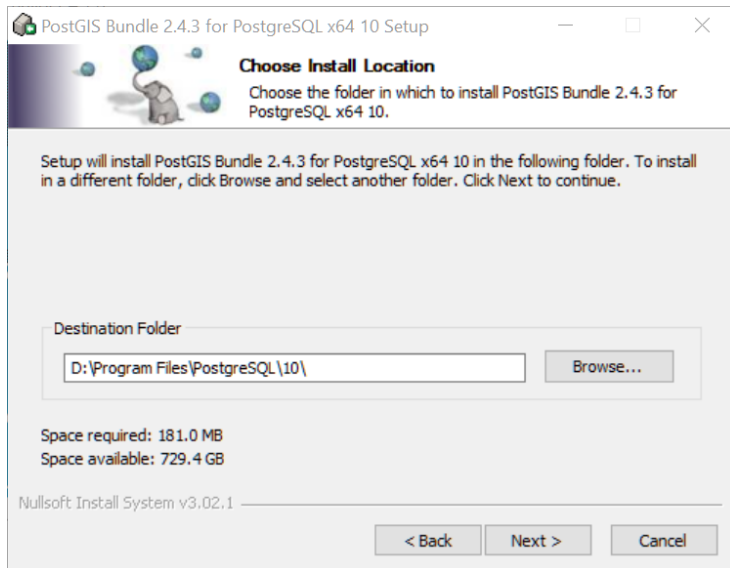 PostGIS Bundle 2.4.3 for PostgreSQL x64 10 Setup
Choose Install Location
Choose the folder in which to install PostGIS Bundle 2.4.3 for
PostgreSQL x64 10.
Setup will install PostGIS Bundle 2.4.3 for PostgreSQL x64 10 in the following folder. To install
in a different folder, click Browse and select another folder. Click Next to continue.
Destination Folder
D:\Program Files\PostgreSQL\10\
Browse...
Space required: 181.0 MB
Space available: 729.4 GB
Nullsoft Install System v3.02.1
< Back
Next >
Cancel